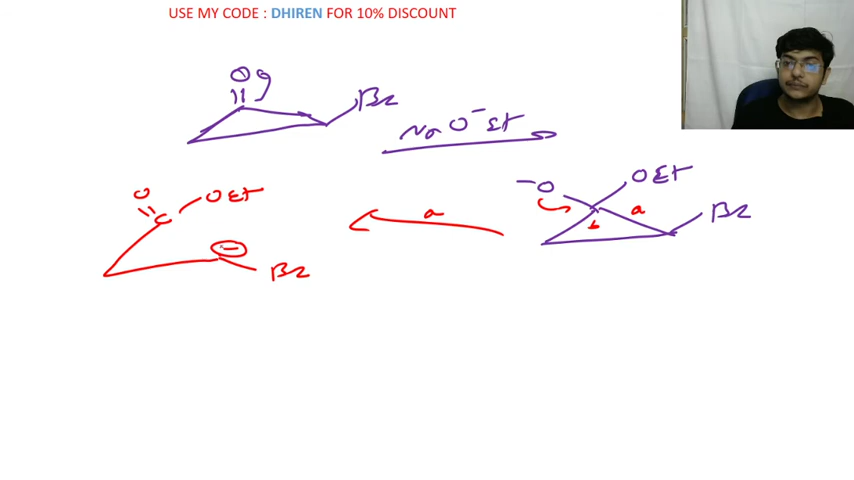 USE MY CODE : DHIREN FOR 10% DISCOUNT
O
Br
Na O⁻ Et
O
OEt
C
⊖
Br
a
⁻O
OEt
a
b
Br